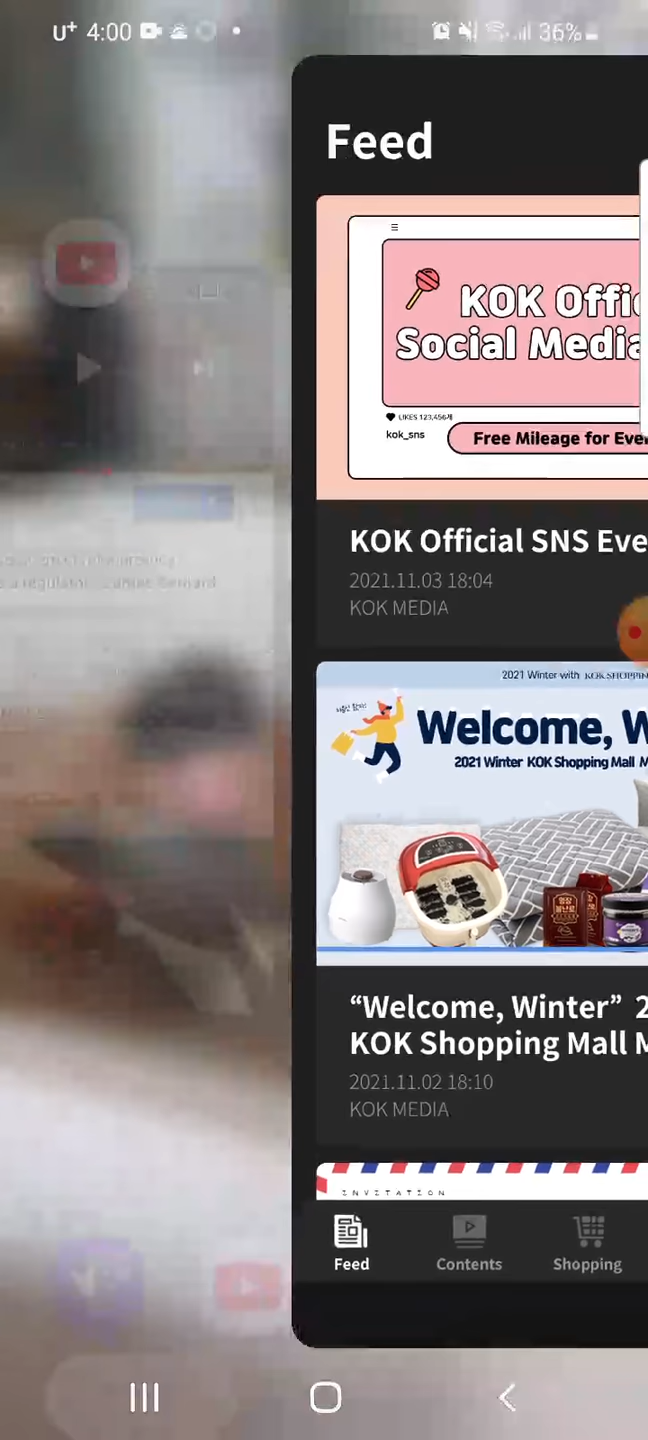 U+ 4:00
36%
Feed
KOK Offic
Social Media
LIKES 123,456개
kok_sns
Free Mileage for Eve
KOK Official SNS Eve
2021.11.03 18:04
KOK MEDIA
2021 Winter with KOK SHOPPIN
Welcome, W
2021 Winter KOK Shopping Mall M
“Welcome, Winter” 2
KOK Shopping Mall M
2021.11.02 18:10
KOK MEDIA
INVITATION
Feed
Contents
Shopping